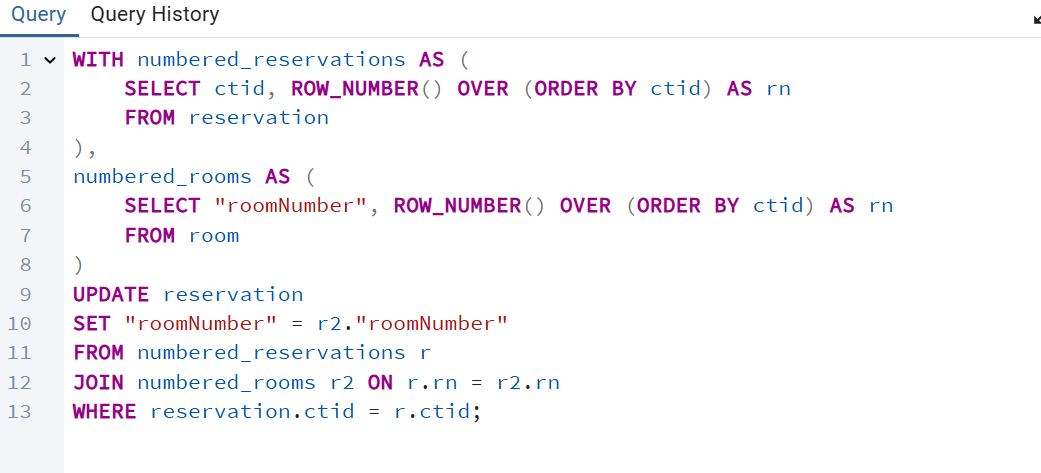 Query Query History
1 WITH numbered_reservations AS (
2 SELECT ctid, ROW_NUMBER() OVER (ORDER BY ctid) AS rn
3 FROM reservation
4 ),
5 numbered_rooms AS (
6 SELECT "roomNumber", ROW_NUMBER() OVER (ORDER BY ctid) AS rn
7 FROM room
8 )
9 UPDATE reservation
10 SET "roomNumber" = r2."roomNumber"
11 FROM numbered_reservations r
12 JOIN numbered_rooms r2 ON r.rn = r2.rn
13 WHERE reservation.ctid = r.ctid;